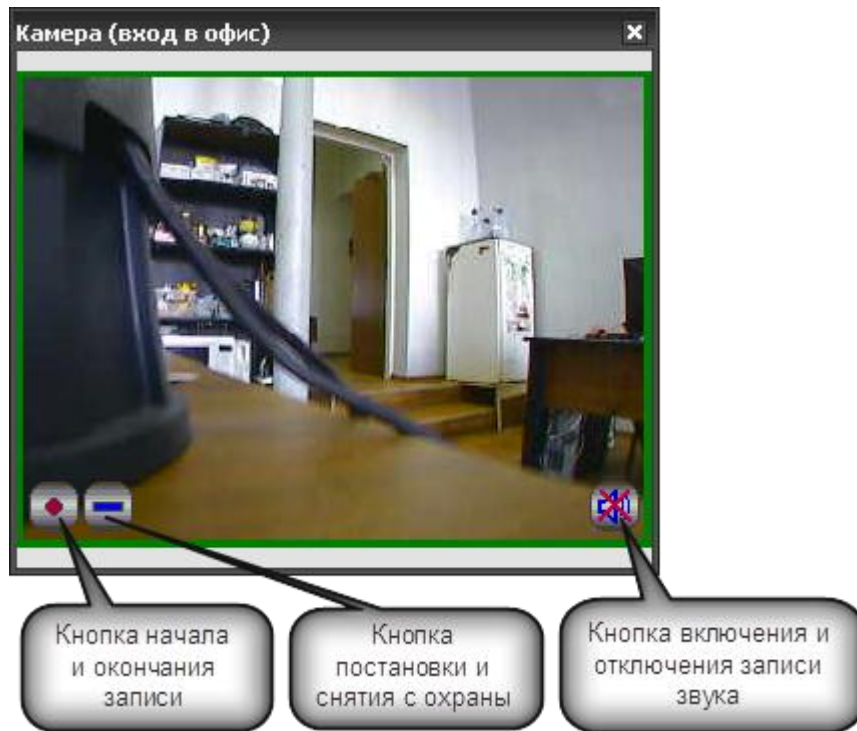 Камера (вход в офис)
Кнопка начала
и окончания
записи
Кнопка
постановки и
снятия с охраны
Кнопка включения и
отключения записи
звука